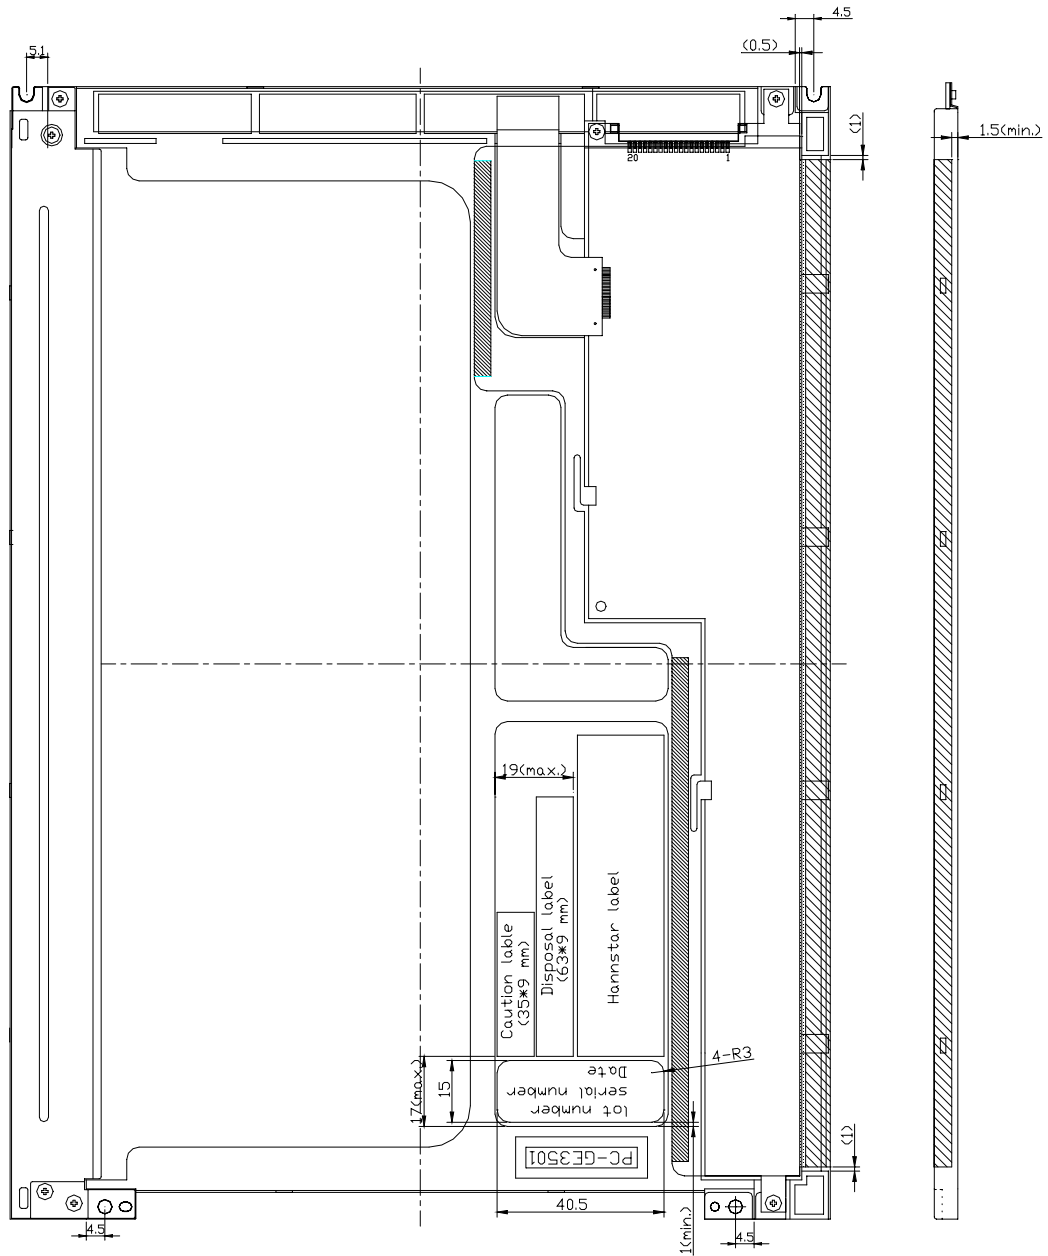 4.5
(0.5)
5.1
(1)
1.5(min.)
20
1
19(max.)
Caution lable
(35*9 mm)
Disposal label
(63*9 mm)
Hannstar label
4-R3
17(max.)
15
lot number
serial number
Date
PC-GE3501
(1)
40.5
1(min.)
4.5
4.5